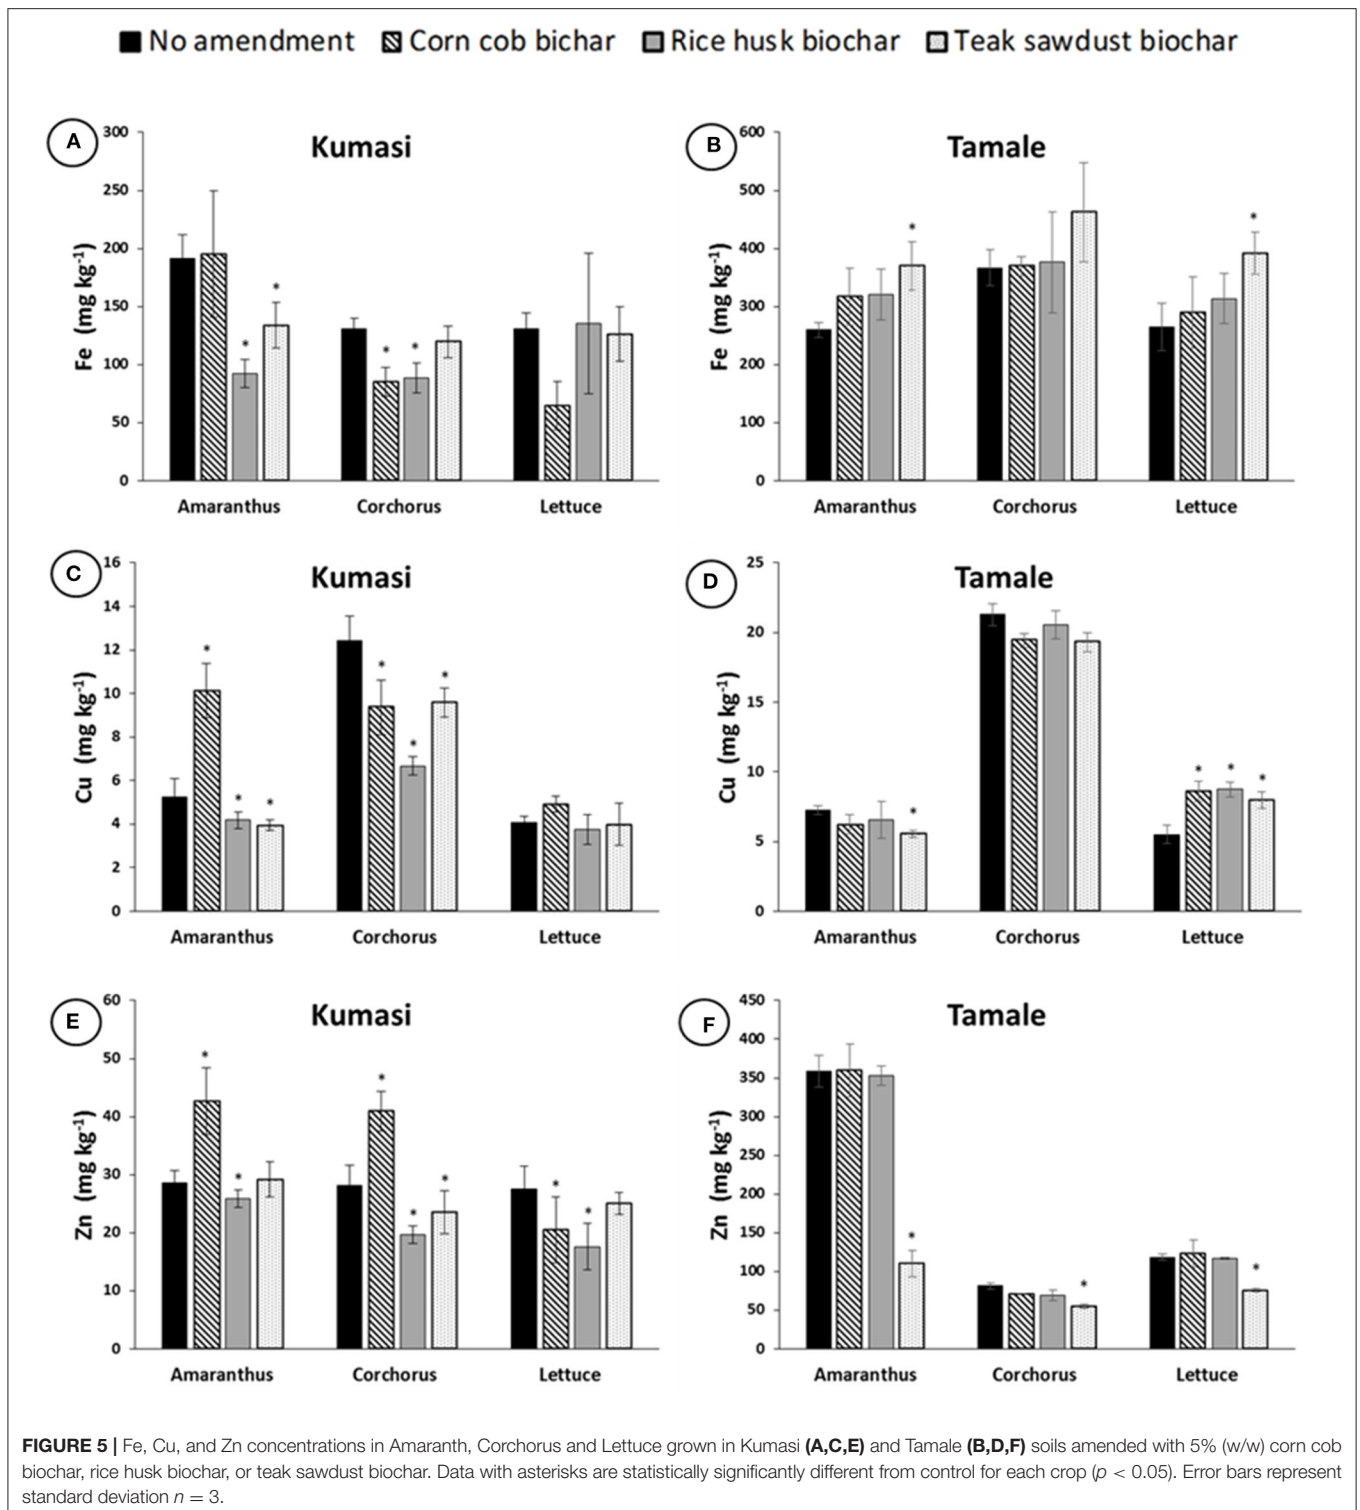 No amendment Corn cob bichar Rice husk biochar Teak sawdust biochar
A
Kumasi
Fe (mg kg-1)
300
250
200
150
100
50
0
* * * *
Amaranthus Corchorus Lettuce
B
Tamale
Fe (mg kg-1)
600
500
400
300
200
100
0
* *
Amaranthus Corchorus Lettuce
C
Kumasi
Cu (mg kg-1)
16
14
12
10
8
6
4
2
0
* * * * * *
Amaranthus Corchorus Lettuce
D
Tamale
Cu (mg kg-1)
25
20
15
10
5
0
* * * *
Amaranthus Corchorus Lettuce
E
Kumasi
Zn (mg kg-1)
60
50
40
30
20
10
0
* * * * * * *
Amaranthus Corchorus Lettuce
F
Tamale
Zn (mg kg-1)
450
400
350
300
250
200
150
100
50
0
* * *
Amaranthus Corchorus Lettuce
FIGURE 5 | Fe, Cu, and Zn concentrations in Amaranth, Corchorus and Lettuce grown in Kumasi (A,C,E) and Tamale (B,D,F) soils amended with 5% (w/w) corn cob
biochar, rice husk biochar, or teak sawdust biochar. Data with asterisks are statistically significantly different from control for each crop (p < 0.05). Error bars represent
standard deviation n = 3.